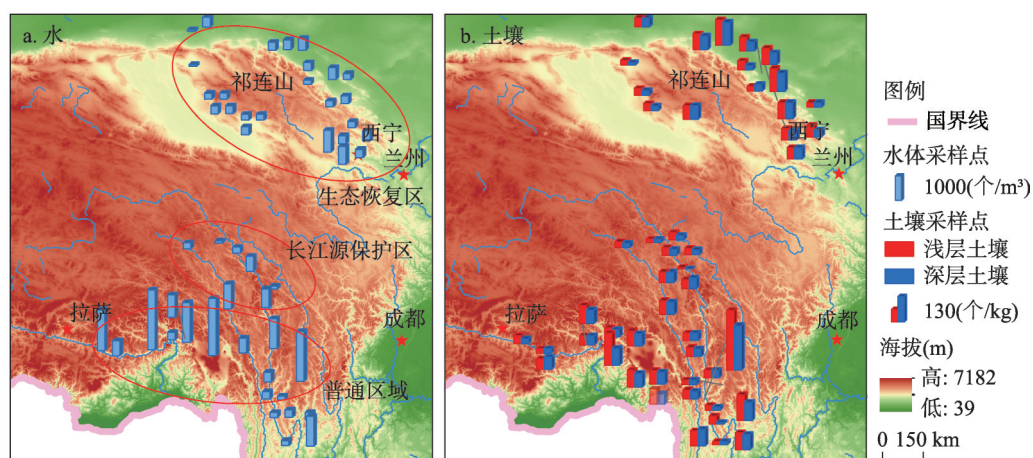 a. 水
祁连山
西宁
兰州
生态恢复区
长江源保护区
拉萨
成都
普通区域
b. 土壤
西宁
兰州
拉萨
成都
图例
国界线
水体采样点
1000(个/m³)
土壤采样点
浅层土壤
深层土壤
130(个/kg)
海拔(m)
高: 7182
低: 39
0 150 km